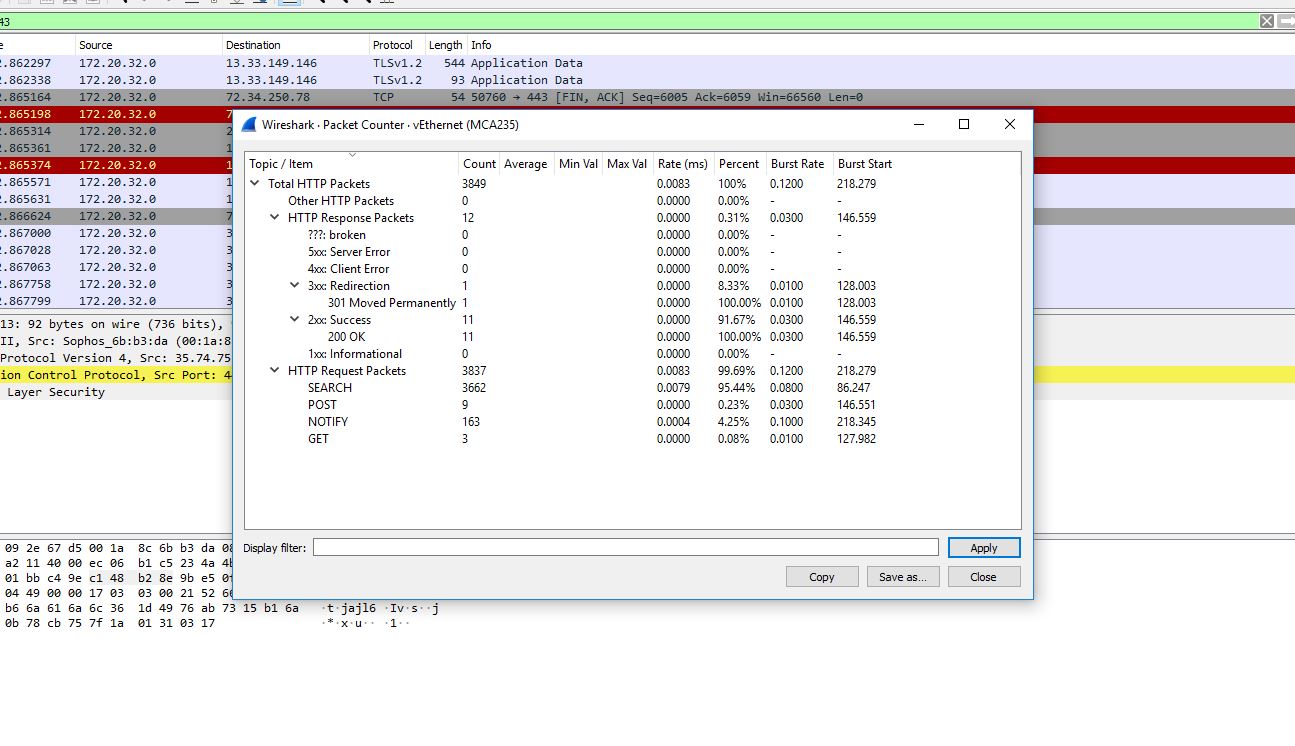 43
Source Destination Protocol Length Info
2.862297 172.20.32.0 13.33.149.146 TLSv1.2 544 Application Data
2.862338 172.20.32.0 13.33.149.146 TLSv1.2 93 Application Data
2.865164 172.20.32.0 72.34.250.78 TCP 54 50760 → 443 [FIN, ACK] Seq=6005 Ack=6059 Win=66560 Len=0
2.865198 172.20.32.0 7
2.865314 172.20.32.0 2
2.865361 172.20.32.0 1
2.865374 172.20.32.0 1
2.865571 172.20.32.0 1
2.865631 172.20.32.0 1
2.866624 172.20.32.0 7
2.867000 172.20.32.0 3
2.867028 172.20.32.0 3
2.867063 172.20.32.0 3
2.867758 172.20.32.0 3
2.867799 172.20.32.0 3
13: 92 bytes on wire (736 bits),
II, Src: Sophos_6b:b3:da (00:1a:8
Protocol Version 4, Src: 35.74.75
ion Control Protocol, Src Port: 4
Layer Security
09 2e 67 d5 00 1a 8c 6b b3 da 08
a2 11 40 00 ec 06 b1 c5 23 4a 4b
01 bb c4 9e c1 48 b2 8e 9b e5 01
04 49 00 00 17 03 03 00 21 52 66
b6 6a 61 6a 6c 36 1d 49 76 ab 73 15 b1 6a ·t·jajl6 ·Iv·s··j
0b 78 cb 75 7f 1a 01 31 03 17 ·*·x·u·· ·1··
Wireshark · Packet Counter · vEthernet (MCA235)
Topic / Item Count Average Min Val Max Val Rate (ms) Percent Burst Rate Burst Start
Total HTTP Packets 3849 0.0083 100% 0.1200 218.279
Other HTTP Packets 0 0.0000 0.00% - -
HTTP Response Packets 12 0.0000 0.31% 0.0300 146.559
???: broken 0 0.0000 0.00% - -
5xx: Server Error 0 0.0000 0.00% - -
4xx: Client Error 0 0.0000 0.00% - -
3xx: Redirection 1 0.0000 8.33% 0.0100 128.003
301 Moved Permanently 1 0.0000 100.00% 0.0100 128.003
2xx: Success 11 0.0000 91.67% 0.0300 146.559
200 OK 11 0.0000 100.00% 0.0300 146.559
1xx: Informational 0 0.0000 0.00% - -
HTTP Request Packets 3837 0.0083 99.69% 0.1200 218.279
SEARCH 3662 0.0079 95.44% 0.0800 86.247
POST 9 0.0000 0.23% 0.0300 146.551
NOTIFY 163 0.0004 4.25% 0.1000 218.345
GET 3 0.0000 0.08% 0.0100 127.982
Display filter: Apply
Copy Save as... Close